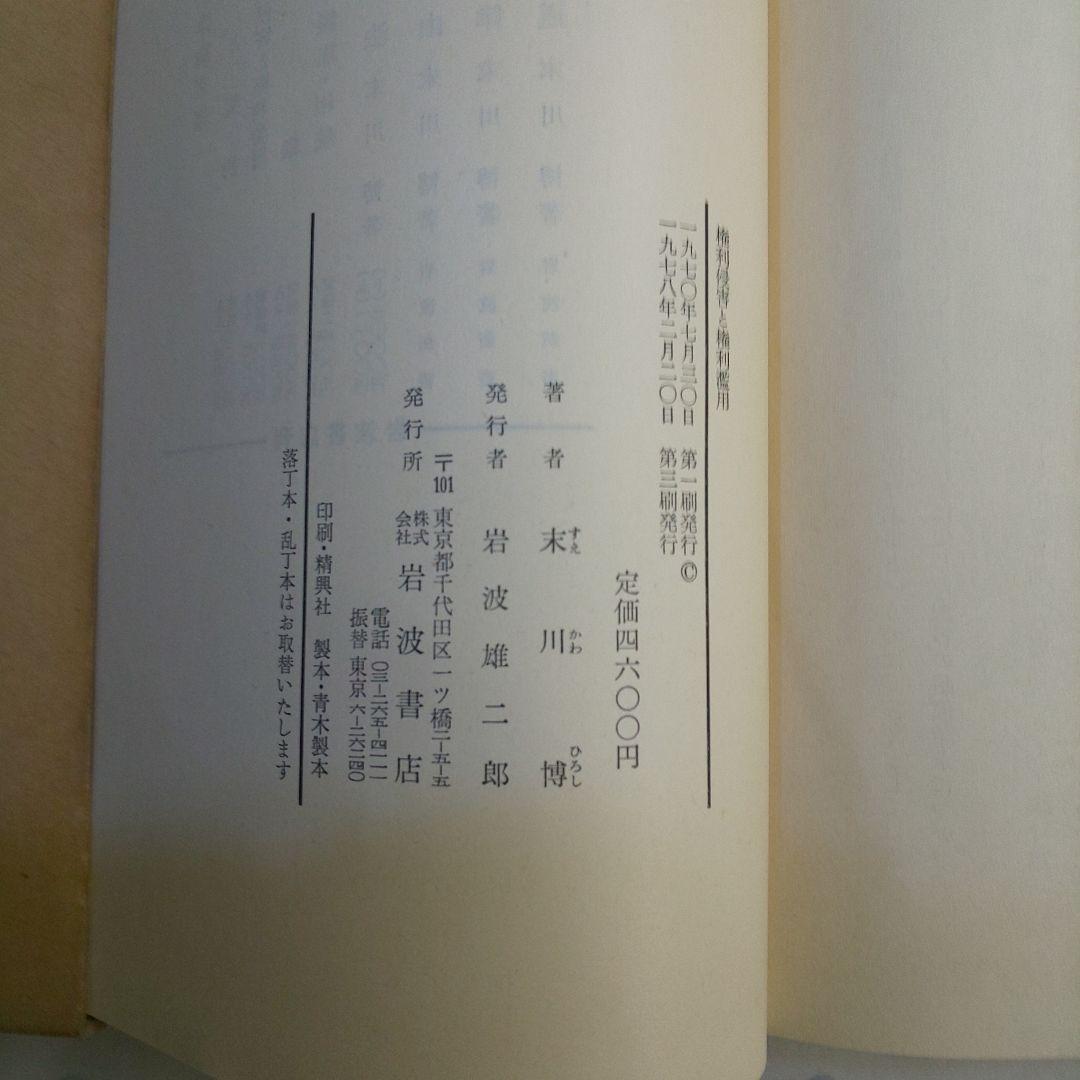 権利侵害と権利濫用
一九七〇年七月三〇日 第一刷発行 ©
一九七八年二月二〇日 第三刷発行
定価四六〇〇円
著者 末川博
すえ かわ ひろし
発行者 岩波雄二郎
〒101 東京都千代田区一ツ橋二-五-五
発行所 株式会社 岩波書店
電話 〇三-二六五-四一一一
振替 東京 六-二六二四〇
印刷・精興社 製本・青木製本
落丁本・乱丁本はお取替いたします